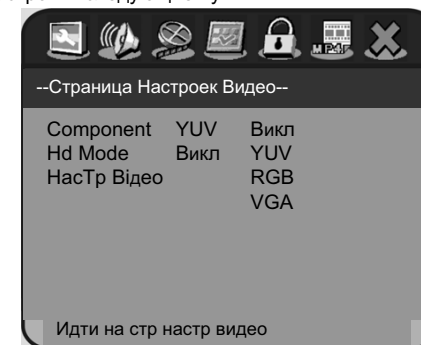 --Страница Настроек Видео--
Component YUV Викл
Hd Mode Викл YUV
НасТр Відео RGB
VGA
Идти на стр настр видео